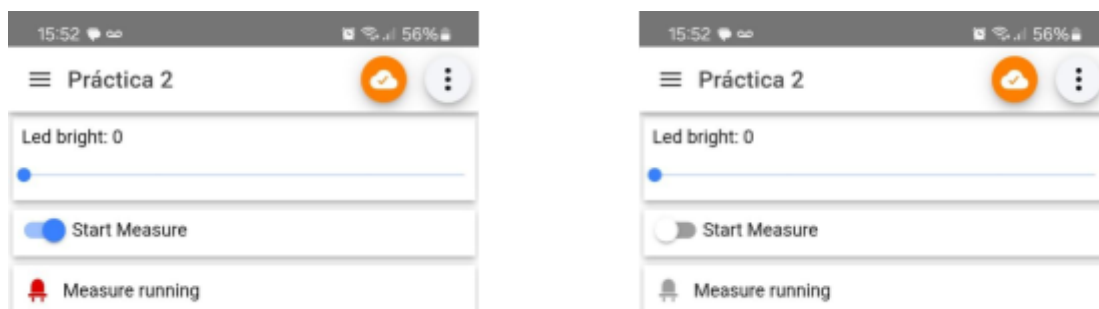 15:52 56%
Práctica 2
Led bright: 0
Start Measure
Measure running
15:52 56%
Práctica 2
Led bright: 0
Start Measure
Measure running